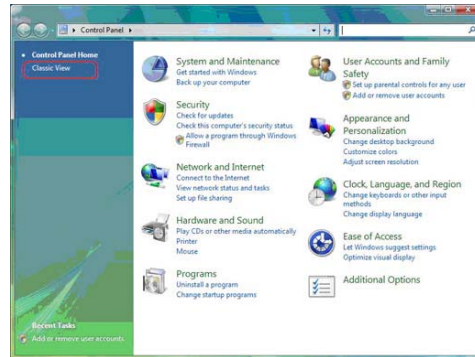 Control Panel
Control Panel Home
Classic View
System and Maintenance
Get started with Windows
Back up your computer
Security
Check for updates
Check this computer's security status
Allow a program through Windows
Firewall
Network and Internet
Connect to the Internet
View network status and tasks
Set up file sharing
Hardware and Sound
Play CDs or other media automatically
Printer
Mouse
Programs
Uninstall a program
Change startup programs
User Accounts and Family
Safety
Set up parental controls for any user
Add or remove user accounts
Appearance and
Personalization
Change desktop background
Customize colors
Adjust screen resolution
Clock, Language, and Region
Change keyboards or other input
methods
Change display language
Ease of Access
Let Windows suggest settings
Optimize visual display
Additional Options
Recent Tasks
Add or remove user accounts